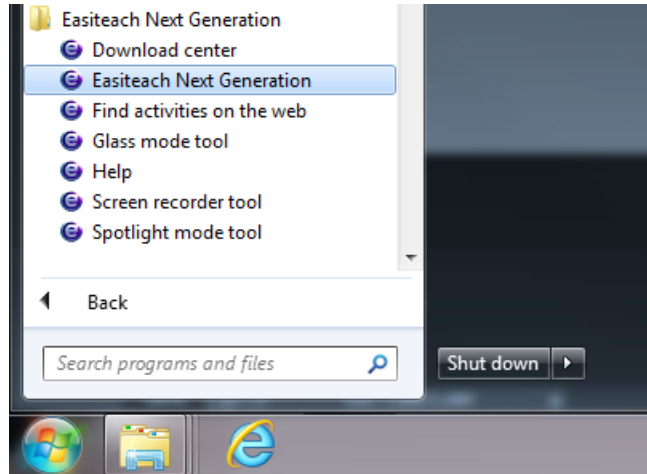 Easiteach Next Generation
Download center
Easiteach Next Generation
Find activities on the web
Glass mode tool
Help
Screen recorder tool
Spotlight mode tool
Back
Search programs and files
Shut down